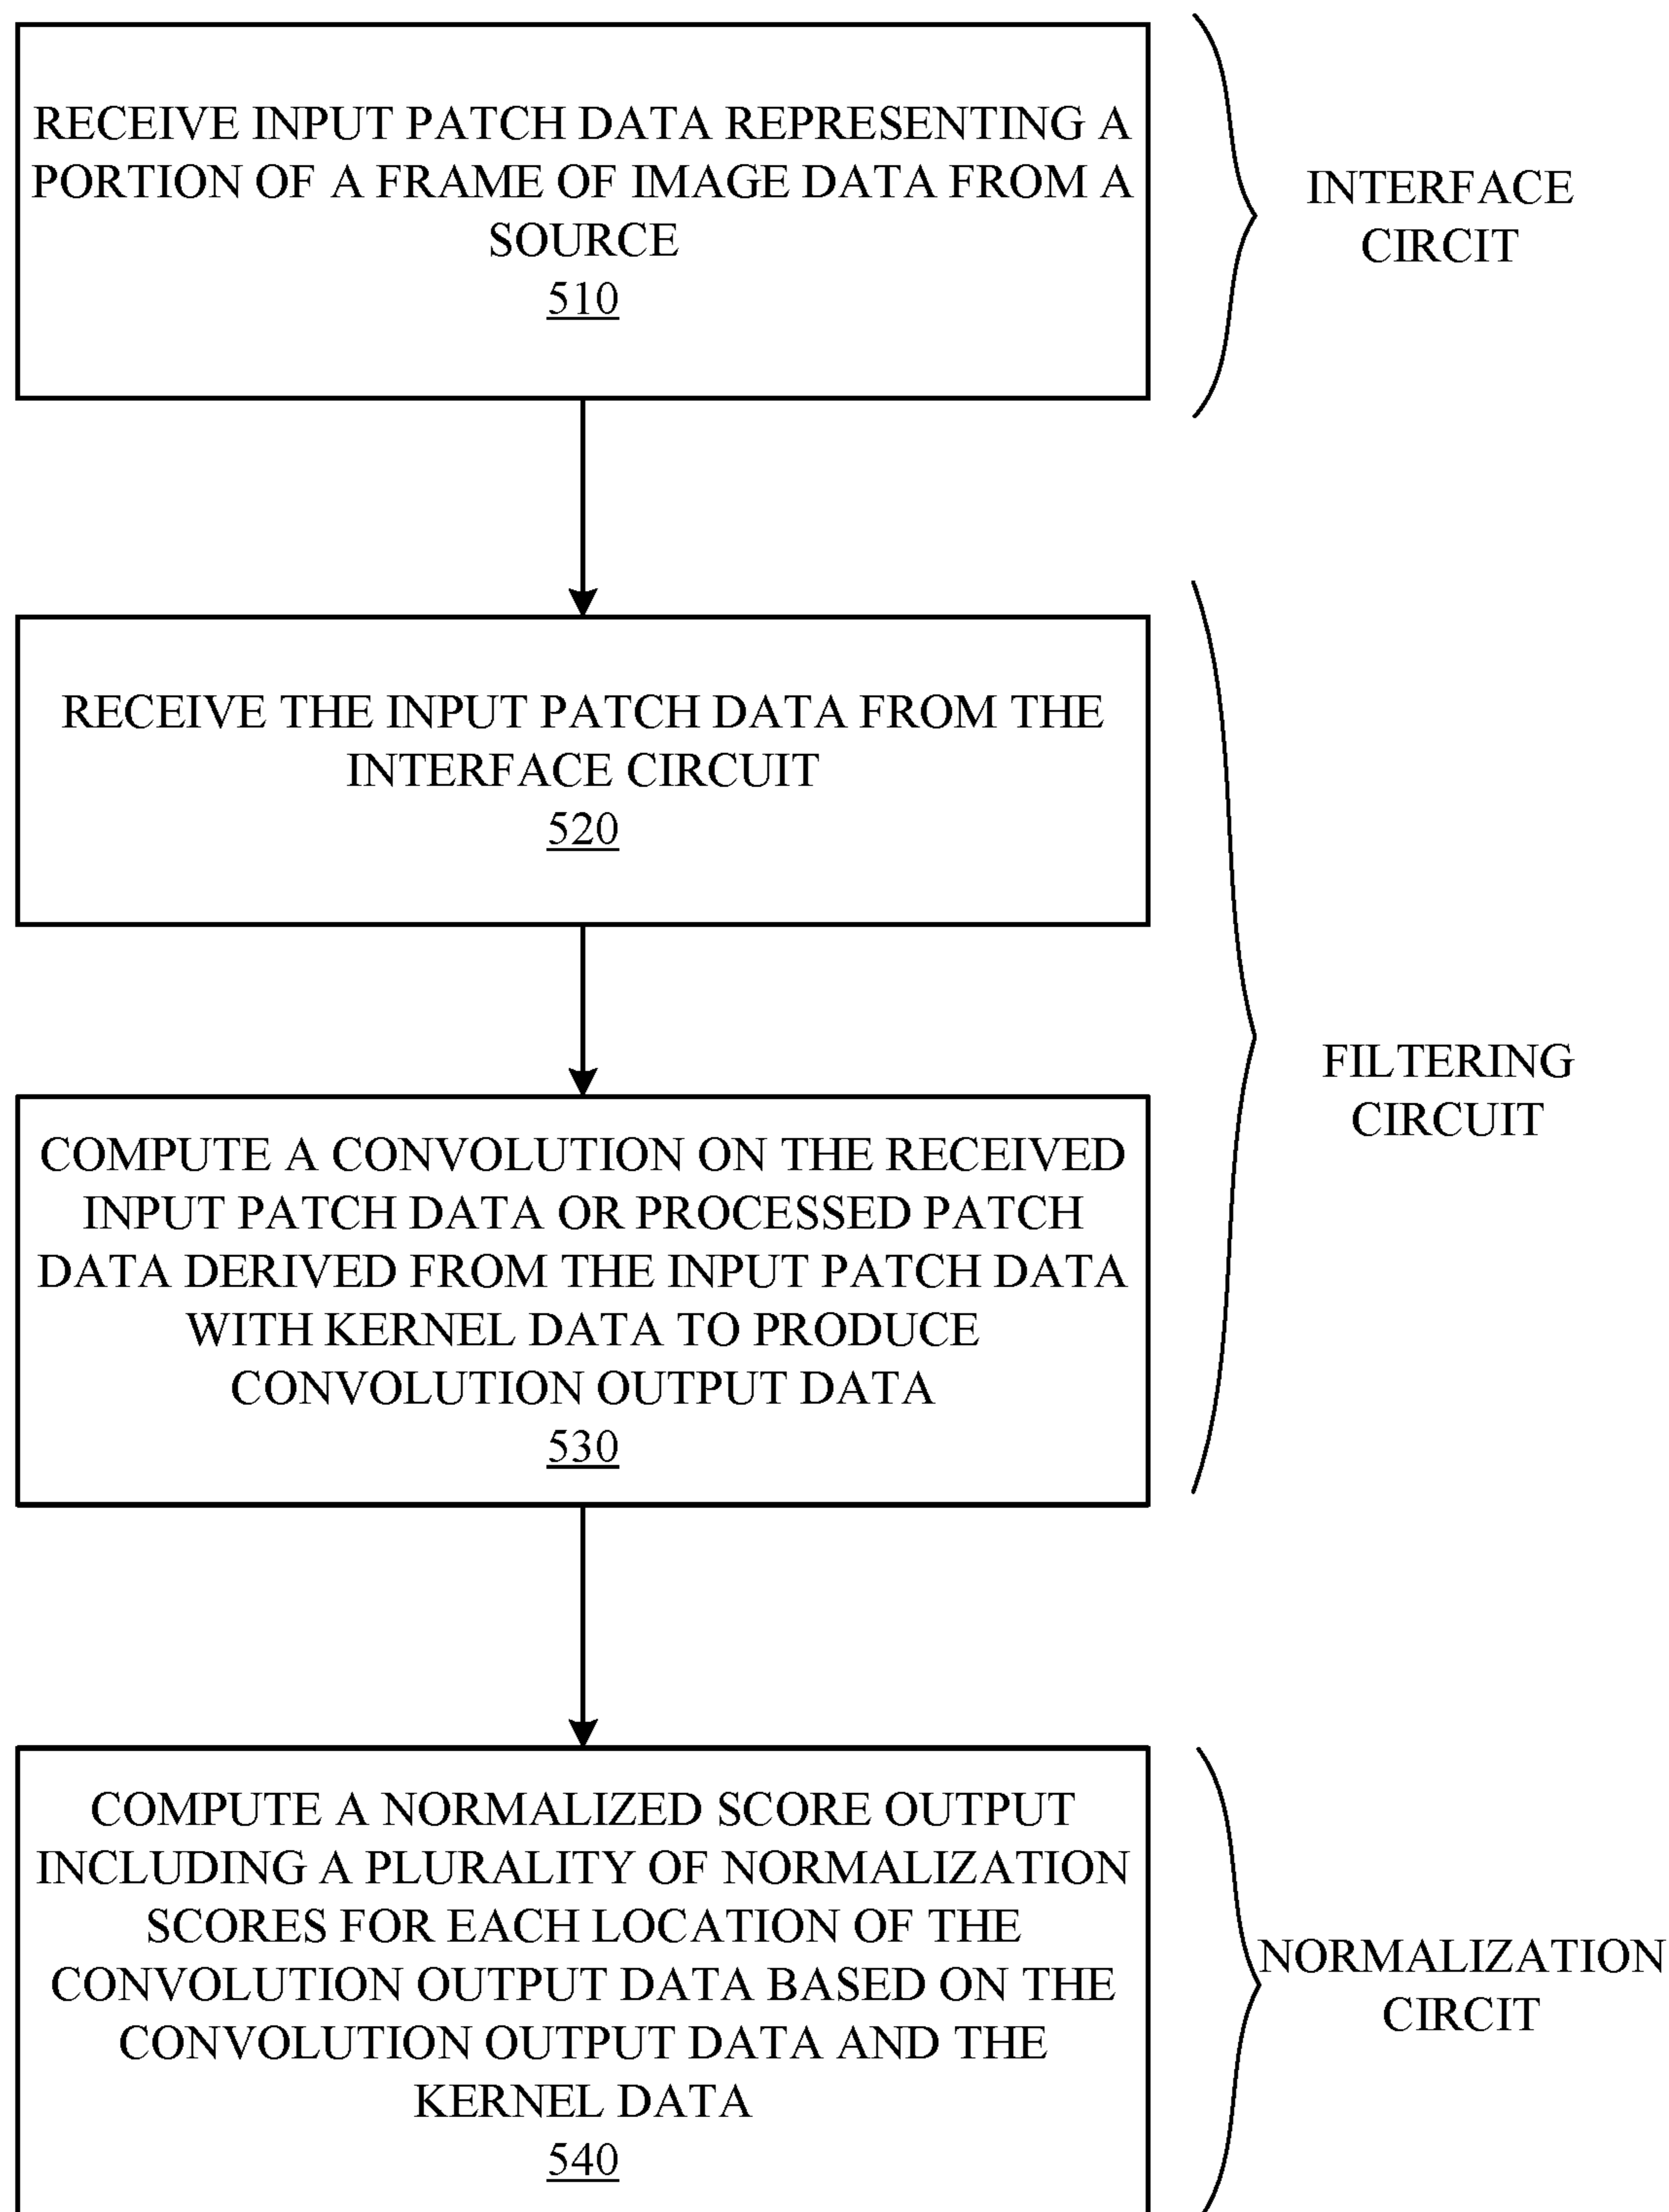 RECEIVE INPUT PATCH DATA REPRESENTING A
PORTION OF A FRAME OF IMAGE DATA FROM A
SOURCE
510
INTERFACE
CIRCIT
RECEIVE THE INPUT PATCH DATA FROM THE
INTERFACE CIRCUIT
520
COMPUTE A CONVOLUTION ON THE RECEIVED
INPUT PATCH DATA OR PROCESSED PATCH
DATA DERIVED FROM THE INPUT PATCH DATA
WITH KERNEL DATA TO PRODUCE
CONVOLUTION OUTPUT DATA
530
FILTERING
CIRCUIT
COMPUTE A NORMALIZED SCORE OUTPUT
INCLUDING A PLURALITY OF NORMALIZATION
SCORES FOR EACH LOCATION OF THE
CONVOLUTION OUTPUT DATA BASED ON THE
CONVOLUTION OUTPUT DATA AND THE
KERNEL DATA
540
NORMALIZATION
CIRCIT